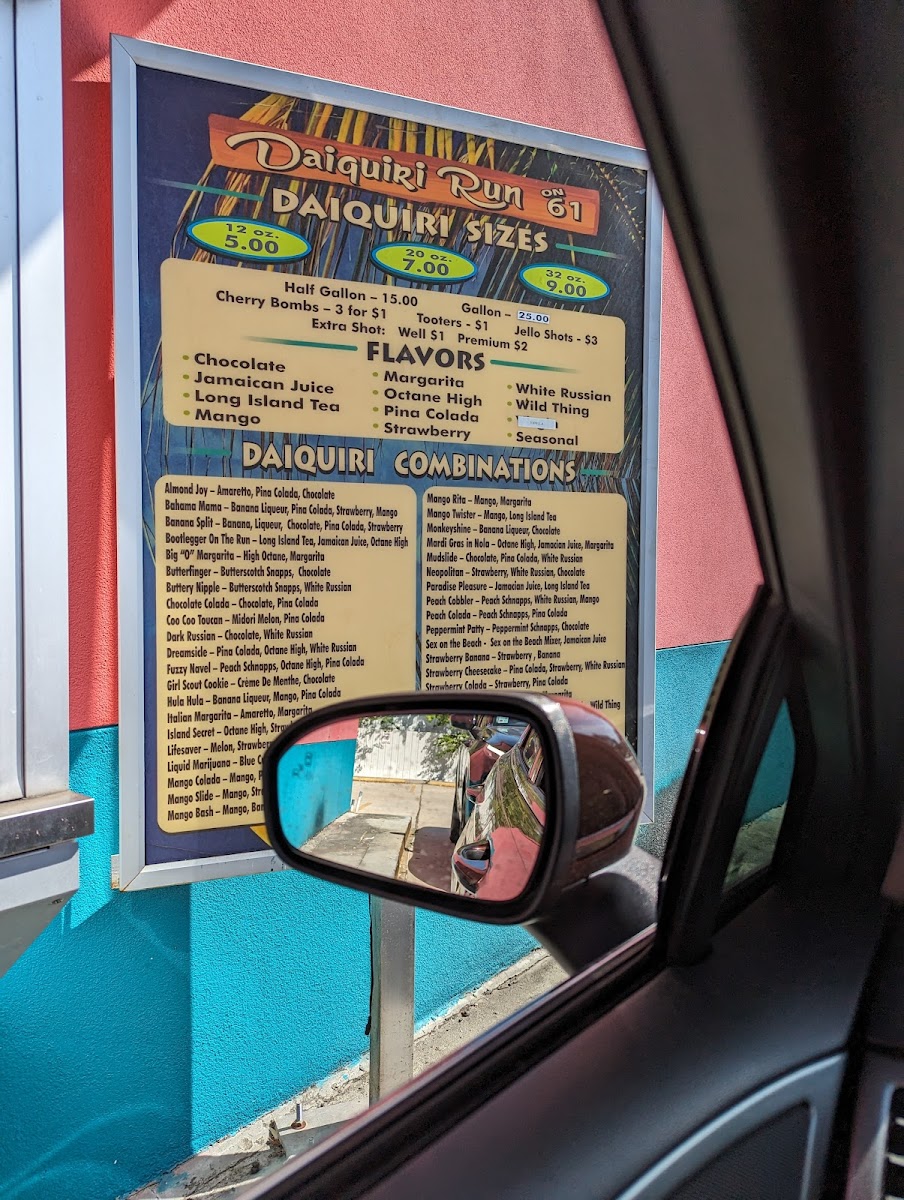 Daiquiri Run ON 61
DAIQUIRI SIZES
12 oz. 5.00
20 oz. 7.00
32 oz. 9.00
Half Gallon – 15.00 Gallon – 25.00
Cherry Bombs – 3 for $1 Tooters - $1 Jello Shots - $3
Extra Shot: Well $1 Premium $2
FLAVORS
• Chocolate
• Jamaican Juice
• Long Island Tea
• Mango
• Margarita
• Octane High
• Pina Colada
• Strawberry
• White Russian
• Wild Thing
• Seasonal
DAIQUIRI COMBINATIONS
Almond Joy – Amaretto, Pina Colada, Chocolate
Bahama Mama – Banana Liqueur, Pina Colada, Strawberry, Mango
Banana Split – Banana, Liqueur, Chocolate, Pina Colada, Strawberry
Bootlegger On The Run – Long Island Tea, Jamaican Juice, Octane High
Big “O” Margarita – High Octane, Margarita
Butterfinger – Butterscotch Snapps, Chocolate
Buttery Nipple – Butterscotch Snapps, White Russian
Chocolate Colada – Chocolate, Pina Colada
Coo Coo Toucan – Midori Melon, Pina Colada
Dark Russian – Chocolate, White Russian
Dreamside – Pina Colada, Octane High, White Russian
Fuzzy Navel – Peach Schnapps, Octane High, Pina Colada
Girl Scout Cookie – Crème De Menthe, Chocolate
Hula Hula – Banana Liqueur, Mango, Pina Colada
Italian Margarita – Amaretto, Margarita
Island Secret – Octane High,
Lifesaver – Melon,
Liquid Marijuana –
Mango Colada – Mango,
Mango Slide – Mango,
Mango Bash – Mango,
Mango Rita – Mango, Margarita
Mango Twister – Mango, Long Island Tea
Monkeyshine – Banana Liqueur, Chocolate
Mardi Gras in Nola – Octane High, Jamacian Juice, Margarita
Mudslide – Chocolate, Pina Colada, White Russian
Neopolitan – Strawberry, White Russian, Chocolate
Paradise Pleasure – Jamacian Juice, Long Island Tea
Peach Cobbler – Peach Schnapps, White Russian, Mango
Peach Colada – Peach Schnapps, Pina Colada
Peppermint Patty – Peppermint Schnapps, Chocolate
Sex on the Beach - Sex on the Beach Mixer, Jamaican Juice
Strawberry Banana – Strawberry , Banana
Strawberry Cheesecake – Pina Colada, Strawberry, White Russian
Strawberry Colada – Strawberry, Pina Colada
Wild Thing